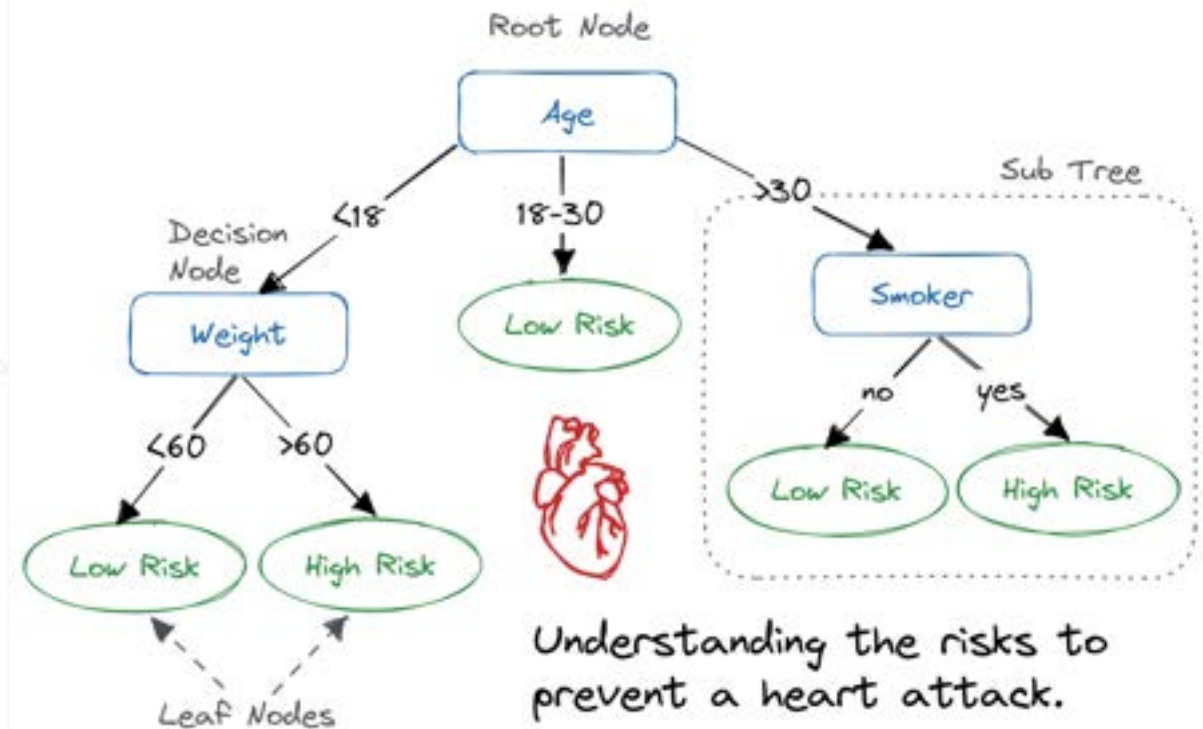 Root Node
Age
Sub Tree
<18
18-30
>30
Decision
Node
Weight
Low Risk
Smoker
<60
>60
no
yes
Low Risk
High Risk
Low Risk
High Risk
Leaf Nodes
Understanding the risks to
prevent a heart attack.